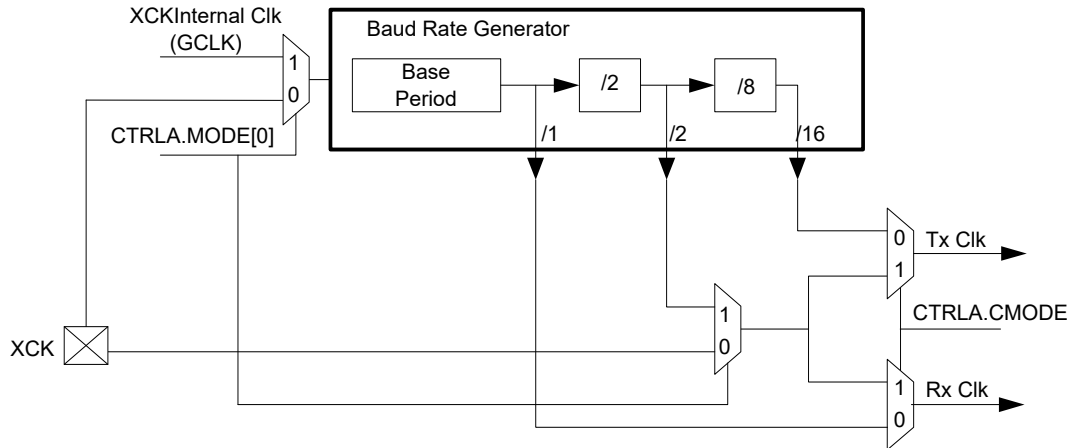 XCKInternal Clk
(GCLK)
Baud Rate Generator
1
0
Base
Period
/2
/8
CTRLA.MODE[0]
/1
/2
/16
0
1
Tx Clk
XCK
1
0
CTRLA.CMODE
1
0
Rx Clk